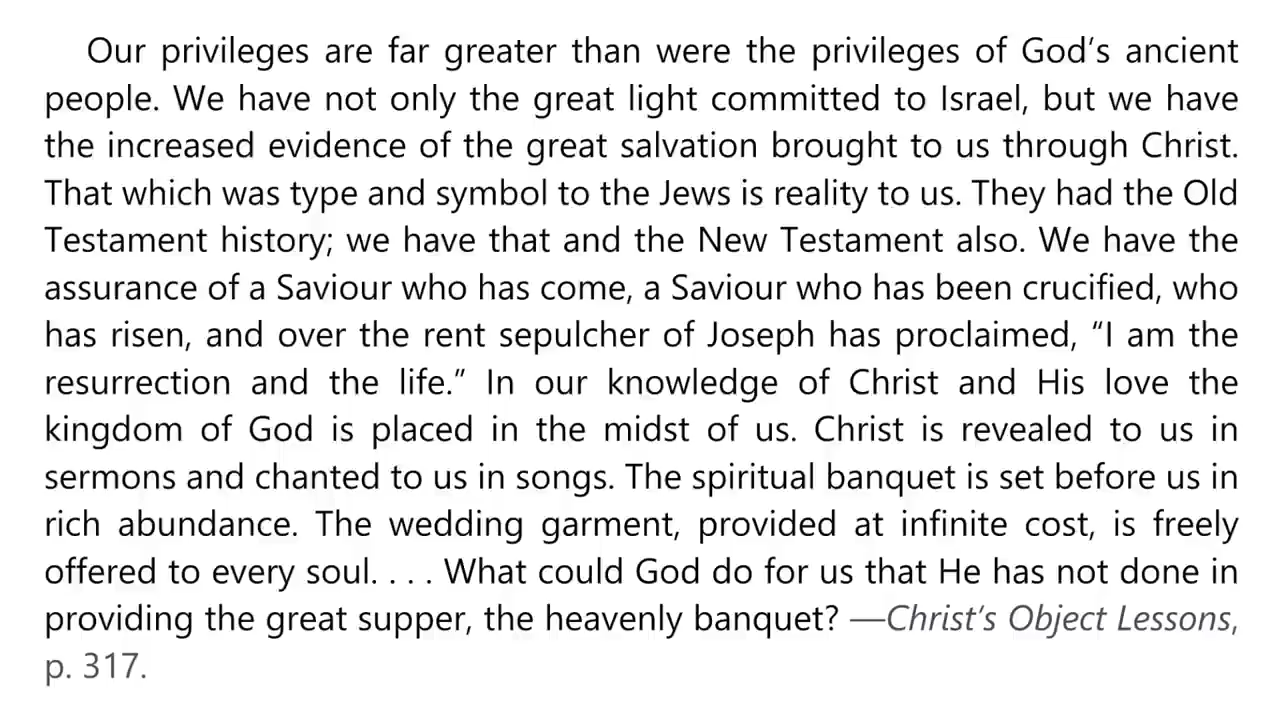 Our privileges are far greater than were the privileges of God’s ancient
people. We have not only the great light committed to Israel, but we have
the increased evidence of the great salvation brought to us through Christ.
That which was type and symbol to the Jews is reality to us. They had the Old
Testament history; we have that and the New Testament also. We have the
assurance of a Saviour who has come, a Saviour who has been crucified, who
has risen, and over the rent sepulcher of Joseph has proclaimed, “I am the
resurrection and the life.” In our knowledge of Christ and His love the
kingdom of God is placed in the midst of us. Christ is revealed to us in
sermons and chanted to us in songs. The spiritual banquet is set before us in
rich abundance. The wedding garment, provided at infinite cost, is freely
offered to every soul. . . . What could God do for us that He has not done in
providing the great supper, the heavenly banquet? —Christ’s Object Lessons,
p. 317.